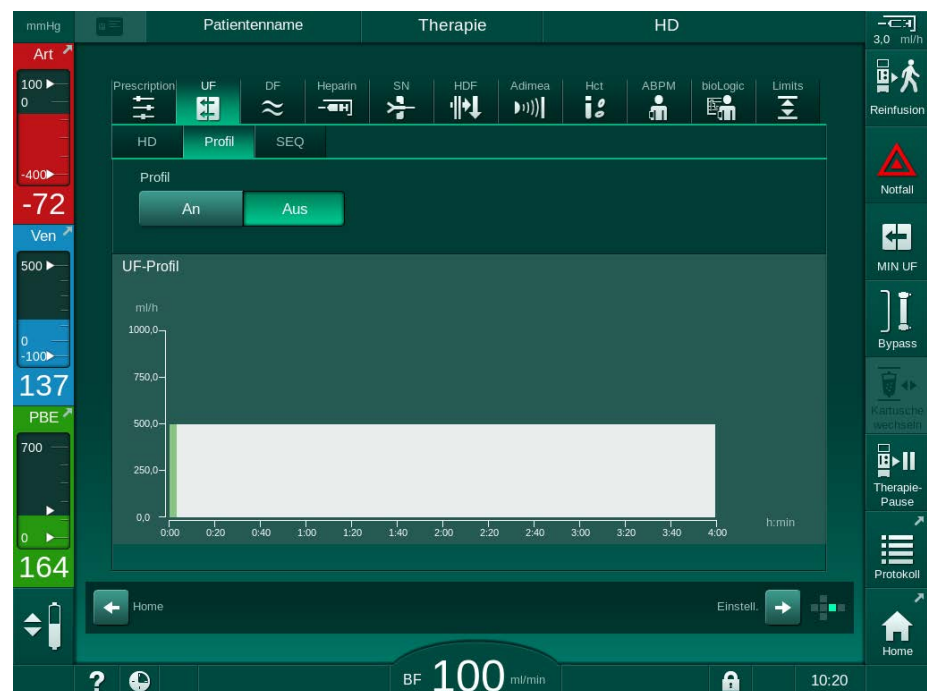 mmHg
Patientenname
Therapie
HD
3,0 ml/h
Art
100
0
-400
-72
Ven
500
0
-100
137
PBE
700
0
164
Prescription
UF
DF
Heparin
SN
HDF
Adimea
Hct
ABPM
bioLogic
Limits
HD
Profil
SEQ
Profil
An
Aus
UF-Profil
ml/h
1000,0
750,0
500,0
250,0
0,0
0:00 0:20 0:40 1:00 1:20 1:40 2:00 2:20 2:40 3:00 3:20 3:40 4:00
h:min
Home
Einstell.
Reinfusion
Notfall
MIN UF
Bypass
Kartusche
wechseln
Therapie-
Pause
Protokoll
Home
?
BF 100 ml/min
10:20